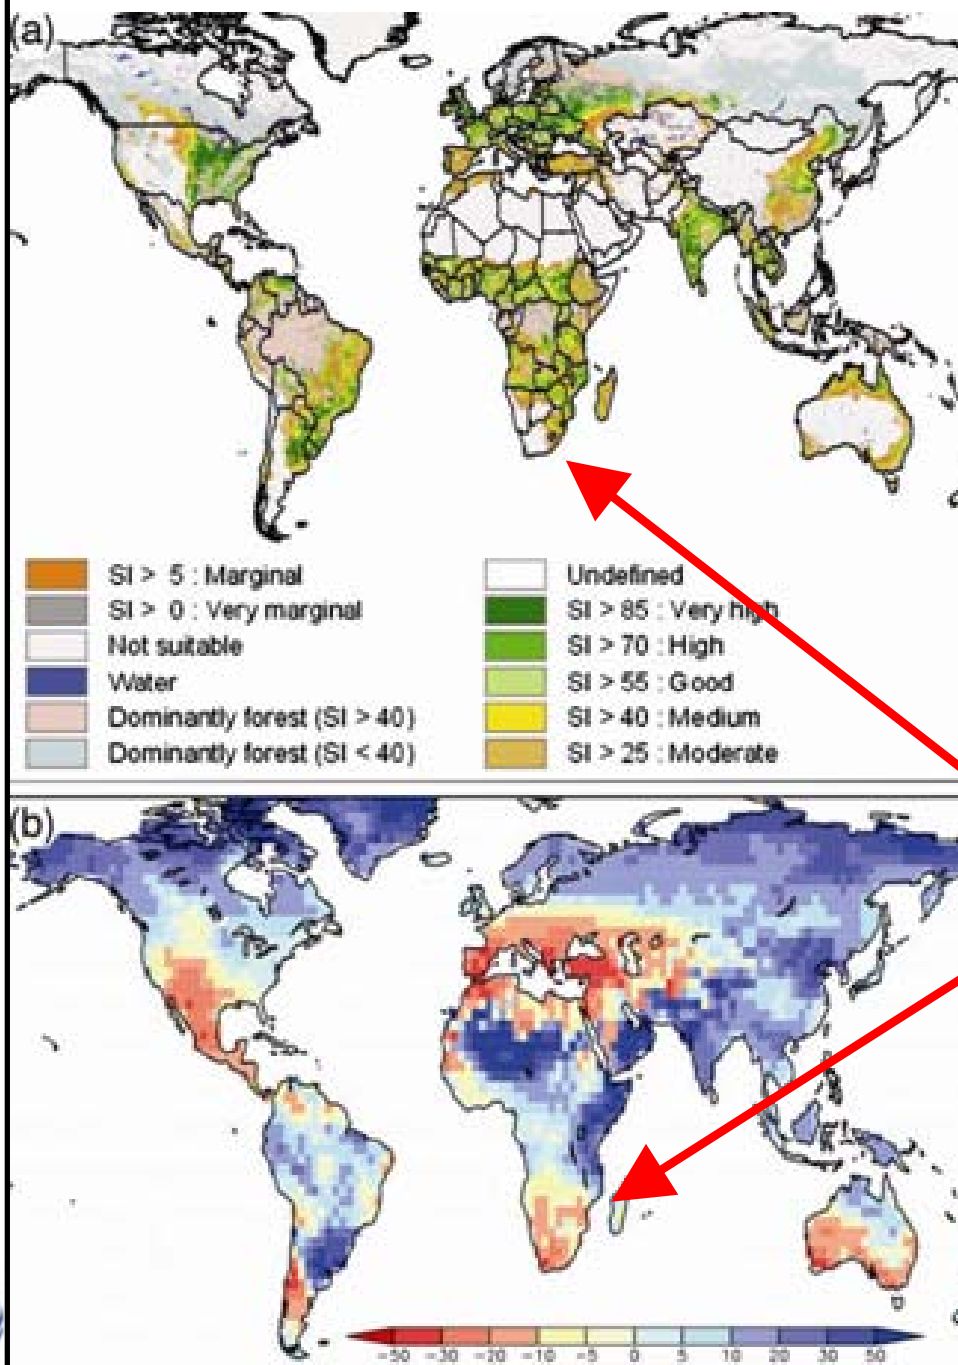 (a)
SI > 5 : Marginal
SI > 0 : Very marginal
Not suitable
Water
Dominantly forest (SI > 40)
Dominantly forest (SI < 40)
Undefined
SI > 85 : Very high
SI > 70 : High
SI > 55 : Good
SI > 40 : Medium
SI > 25 : Moderate
(b)
-50 -30 -20 -10 -5 0 5 10 20 30 50